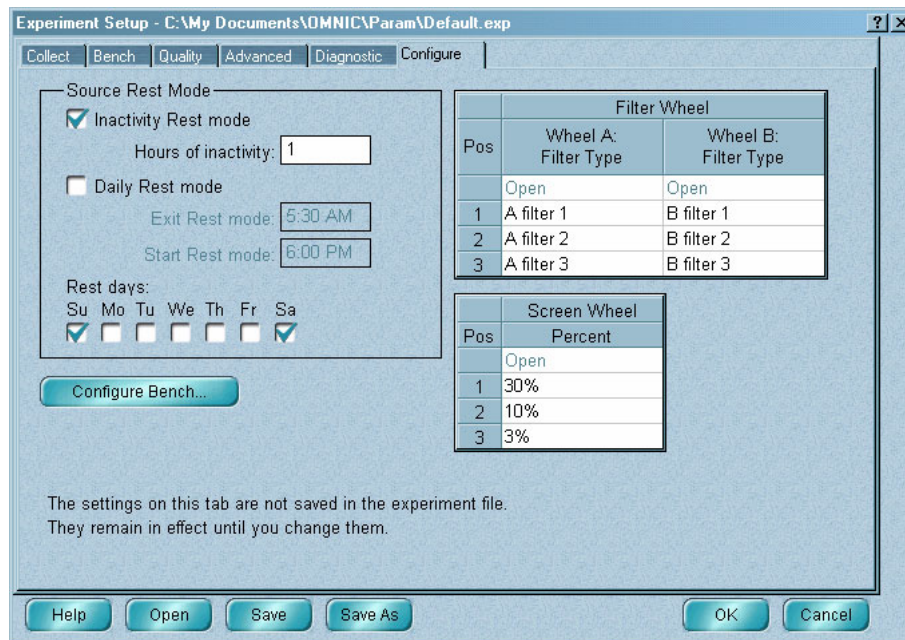 Experiment Setup - C:\My Documents\OMNIC\Param\Default.exp
Collect Bench Quality Advanced Diagnostic Configure
Source Rest Mode
Inactivity Rest mode
Hours of inactivity: 1
Daily Rest mode
Exit Rest mode: 5:30 AM
Start Rest mode: 6:00 PM
Rest days:
Su Mo Tu We Th Fr Sa
Configure Bench...
Filter Wheel
Pos Wheel A: Filter Type Wheel B: Filter Type
Open Open
1 A filter 1 B filter 1
2 A filter 2 B filter 2
3 A filter 3 B filter 3
Screen Wheel
Pos Percent
Open
1 30%
2 10%
3 3%
The settings on this tab are not saved in the experiment file.
They remain in effect until you change them.
Help Open Save Save As OK Cancel